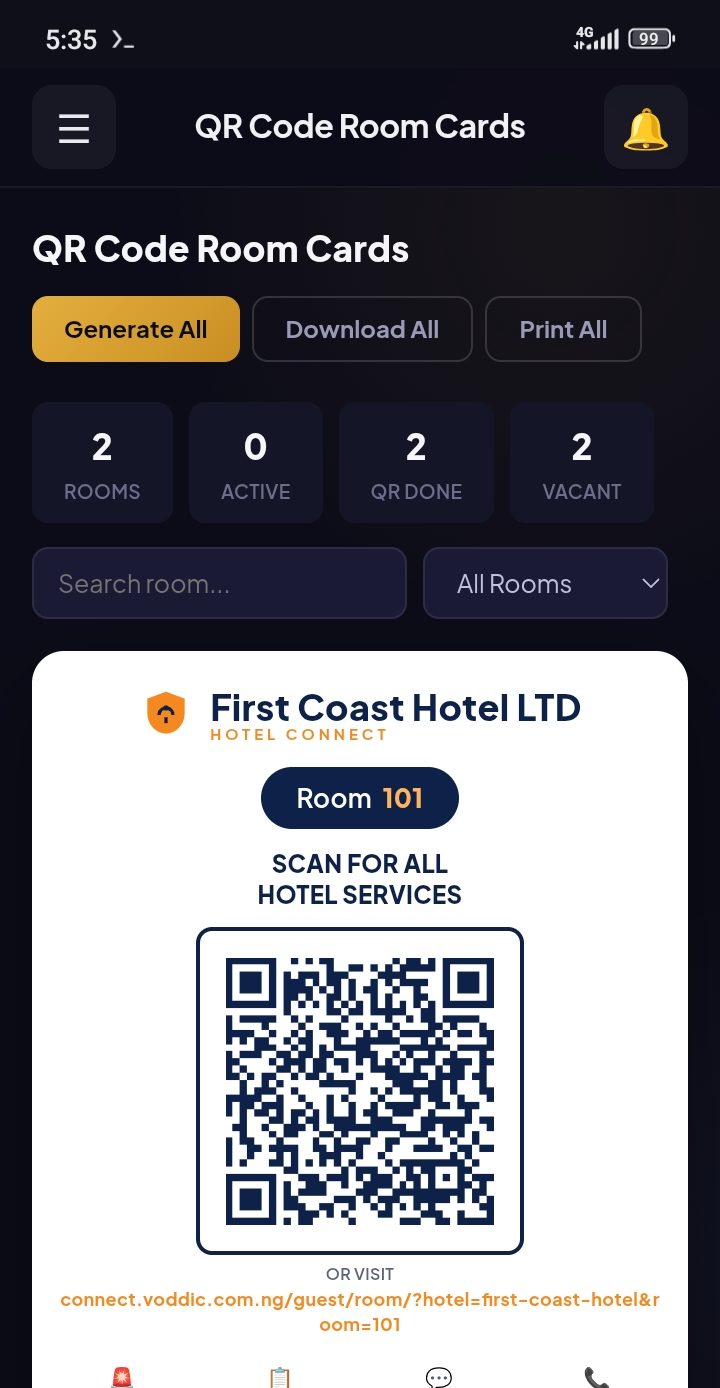 5:35
4G
99
QR Code Room Cards
QR Code Room Cards
Generate All
Download All
Print All
2
ROOMS
0
ACTIVE
2
QR DONE
2
VACANT
Search room...
All Rooms
First Coast Hotel LTD
HOTEL CONNECT
Room 101
SCAN FOR ALL
HOTEL SERVICES
OR VISIT
connect.voddic.com.ng/guest/room/?hotel=first-coast-hotel&r
oom=101